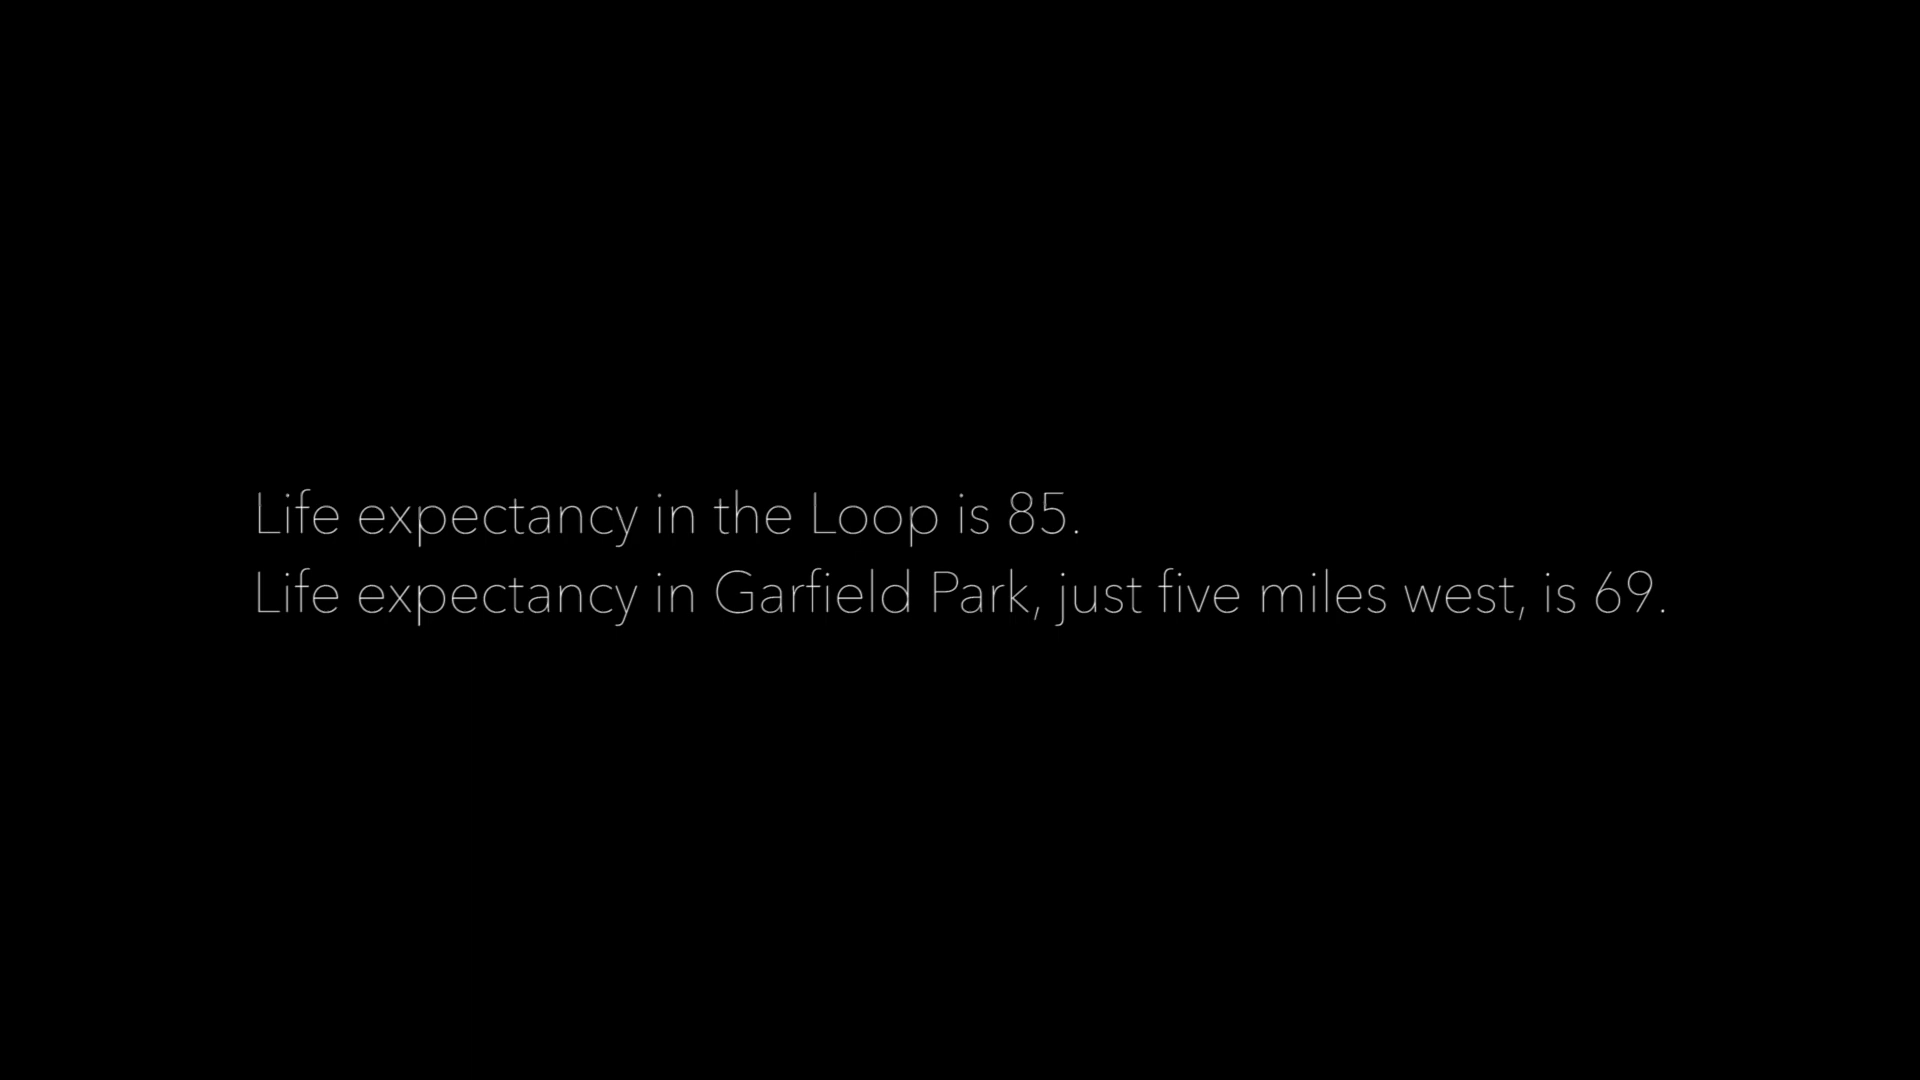 Life expectancy in the Loop is 85.
Life expectancy in Garfield Park, just five miles west, is 69.